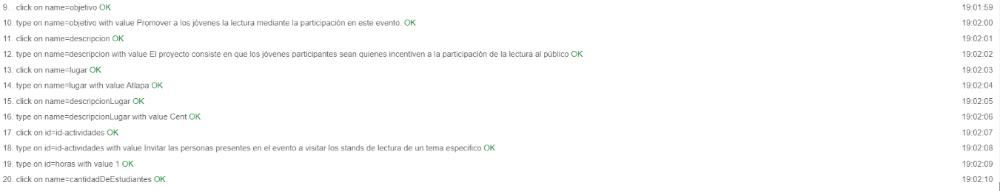 9. click on name=objetivo OK 19:01:59
10. type on name=objetivo with value Promover a los jóvenes la lectura mediante la participación en este evento. OK 19:02:00
11. click on name=descripcion OK 19:02:01
12. type on name=descripcion with value El proyecto consiste en que los jóvenes participantes sean quienes incentiven a la participación de la lectura al público OK 19:02:02
13. click on name=lugar OK 19:02:03
14. type on name=lugar with value Atlapa OK 19:02:04
15. click on name=descripcionLugar OK 19:02:05
16. type on name=descripcionLugar with value Cent OK 19:02:06
17. click on id=id-actividades OK 19:02:07
18. type on id=id-actividades with value Invitar las personas presentes en el evento a visitar los stands de lectura de un tema especifico OK 19:02:08
19. type on id=horas with value 1 OK 19:02:09
20. click on name=cantidadDeEstudiantes OK 19:02:10